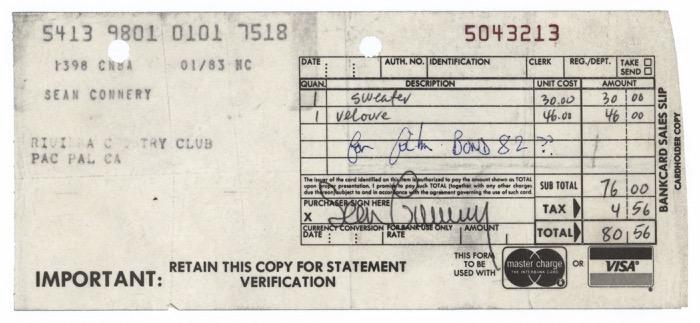 5413 9801 0101 7518 5043213
1398 CNBA 01/83 MC
SEAN CONNERY
RIVIERA COUNTRY CLUB
PAC PAL CA
DATE AUTH. NO. IDENTIFICATION CLERK REG./DEPT. TAKE
SEND
QUAN. DESCRIPTION UNIT COST AMOUNT
1 sweater 30.00 30 00
1 velour 46.00 46 00
for BOND 82 ??
The issuer of the card identified on this item is authorized to pay the amount shown as TOTAL
upon proper presentation. I promise to pay such TOTAL (together with any other charges
due thereon) subject to and in accordance with the agreement governing the use of such card.
SUB TOTAL 76 00
PURCHASER SIGN HERE
X Sean Connery
TAX 4 56
CURRENCY CONVERSION FOR BANK USE ONLY
DATE RATE AMOUNT
TOTAL 80 56
BANKCARD SALES SLIP
CARDHOLDER COPY
IMPORTANT: RETAIN THIS COPY FOR STATEMENT
VERIFICATION
THIS FORM
TO BE
USED WITH
master charge
THE INTERBANK CARD
OR
VISA